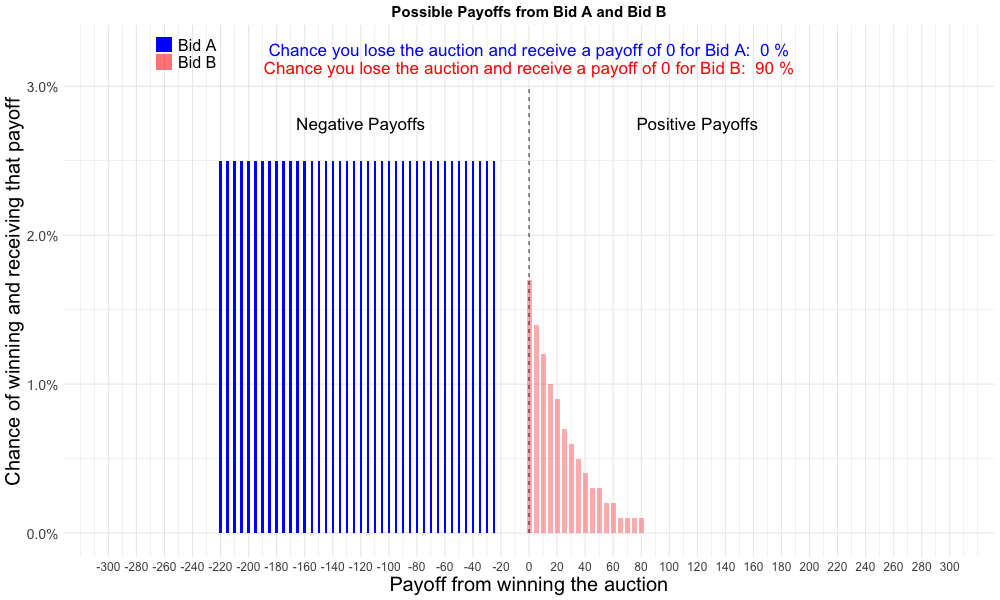 Possible Payoffs from Bid A and Bid B
Bid A
Bid B
Chance you lose the auction and receive a payoff of 0 for Bid A:  0 %
Chance you lose the auction and receive a payoff of 0 for Bid B:  90 %
Negative Payoffs
Positive Payoffs
Chance of winning and receiving that payoff
3.0%
2.0%
1.0%
0.0%
-300 -280 -260 -240 -220 -200 -180 -160 -140 -120 -100 -80 -60 -40 -20 0 20 40 60 80 100 120 140 160 180 200 220 240 260 280 300
Payoff from winning the auction